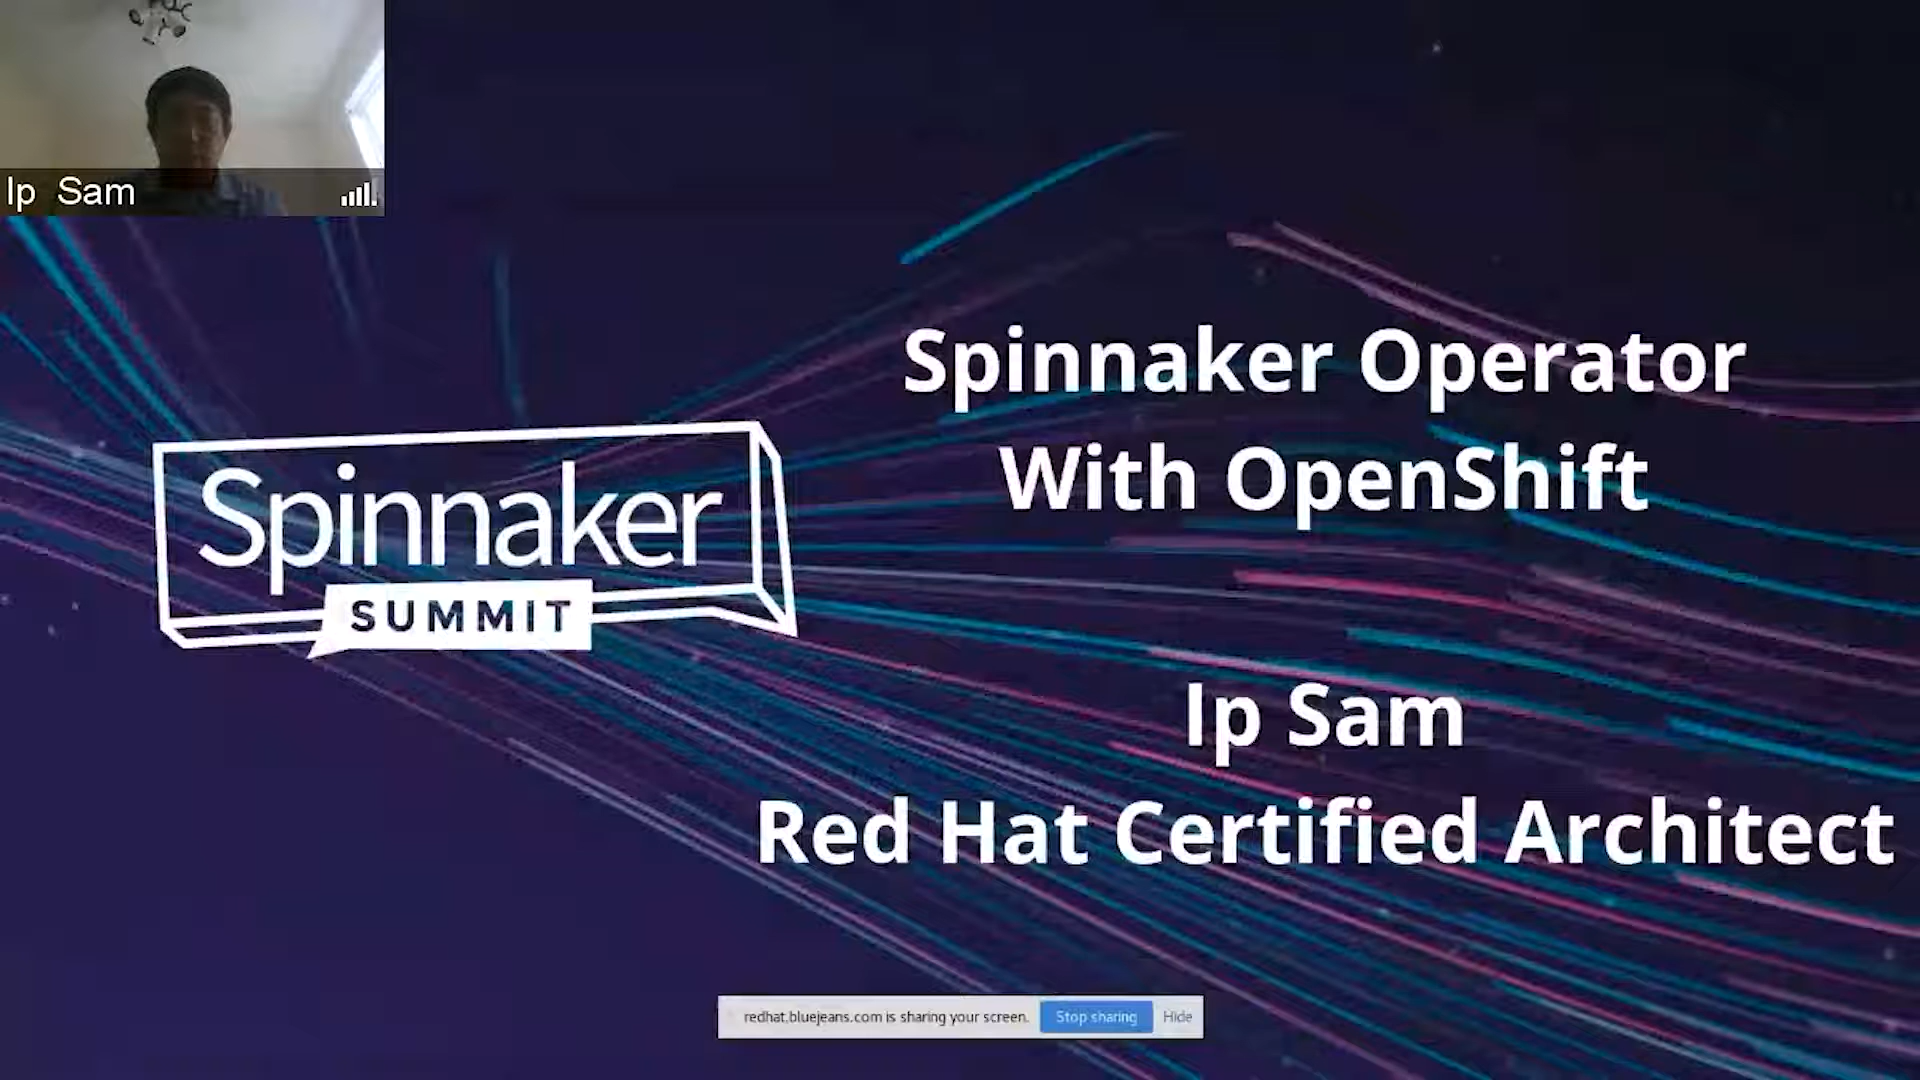 Ip Sam
Spinnaker Operator
With OpenShift
Spinnaker
SUMMIT
Ip Sam
Red Hat Certified Architect
redhat.bluejeans.com is sharing your screen.
Stop sharing
Hide